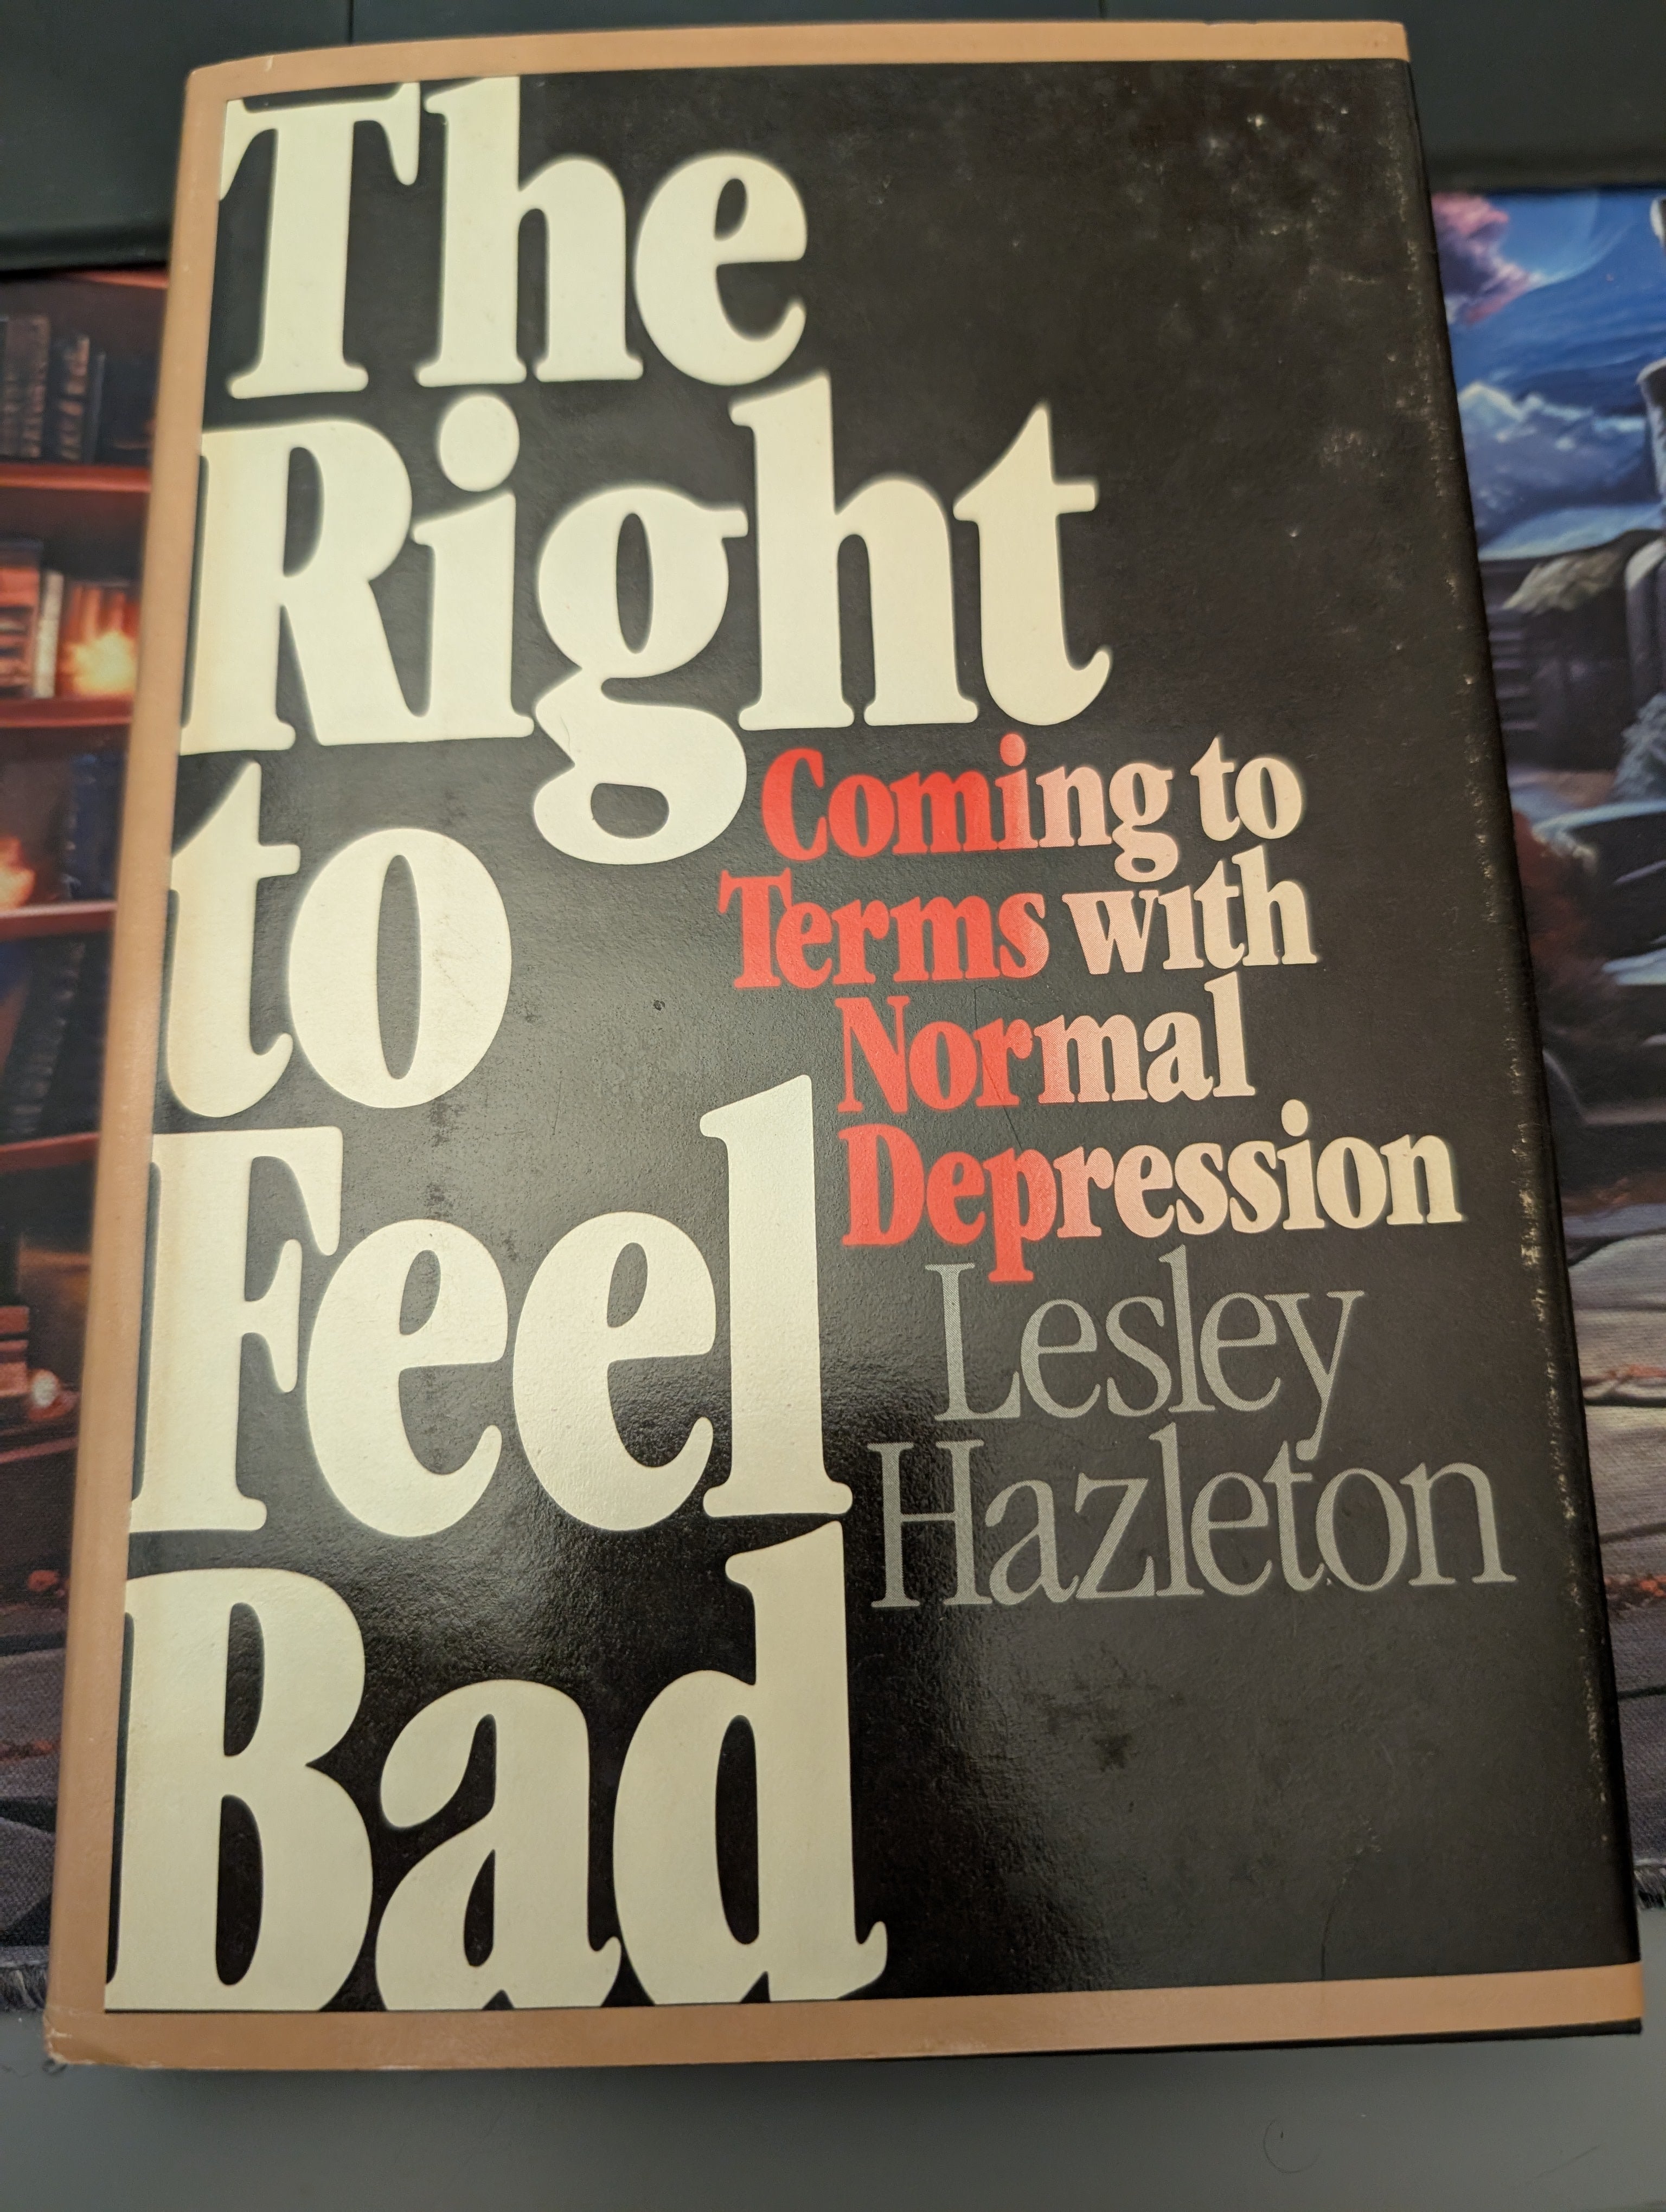 The
Right
to
Feel
Bad
Coming to
Terms with
Normal
Depression
Lesley
Hazleton